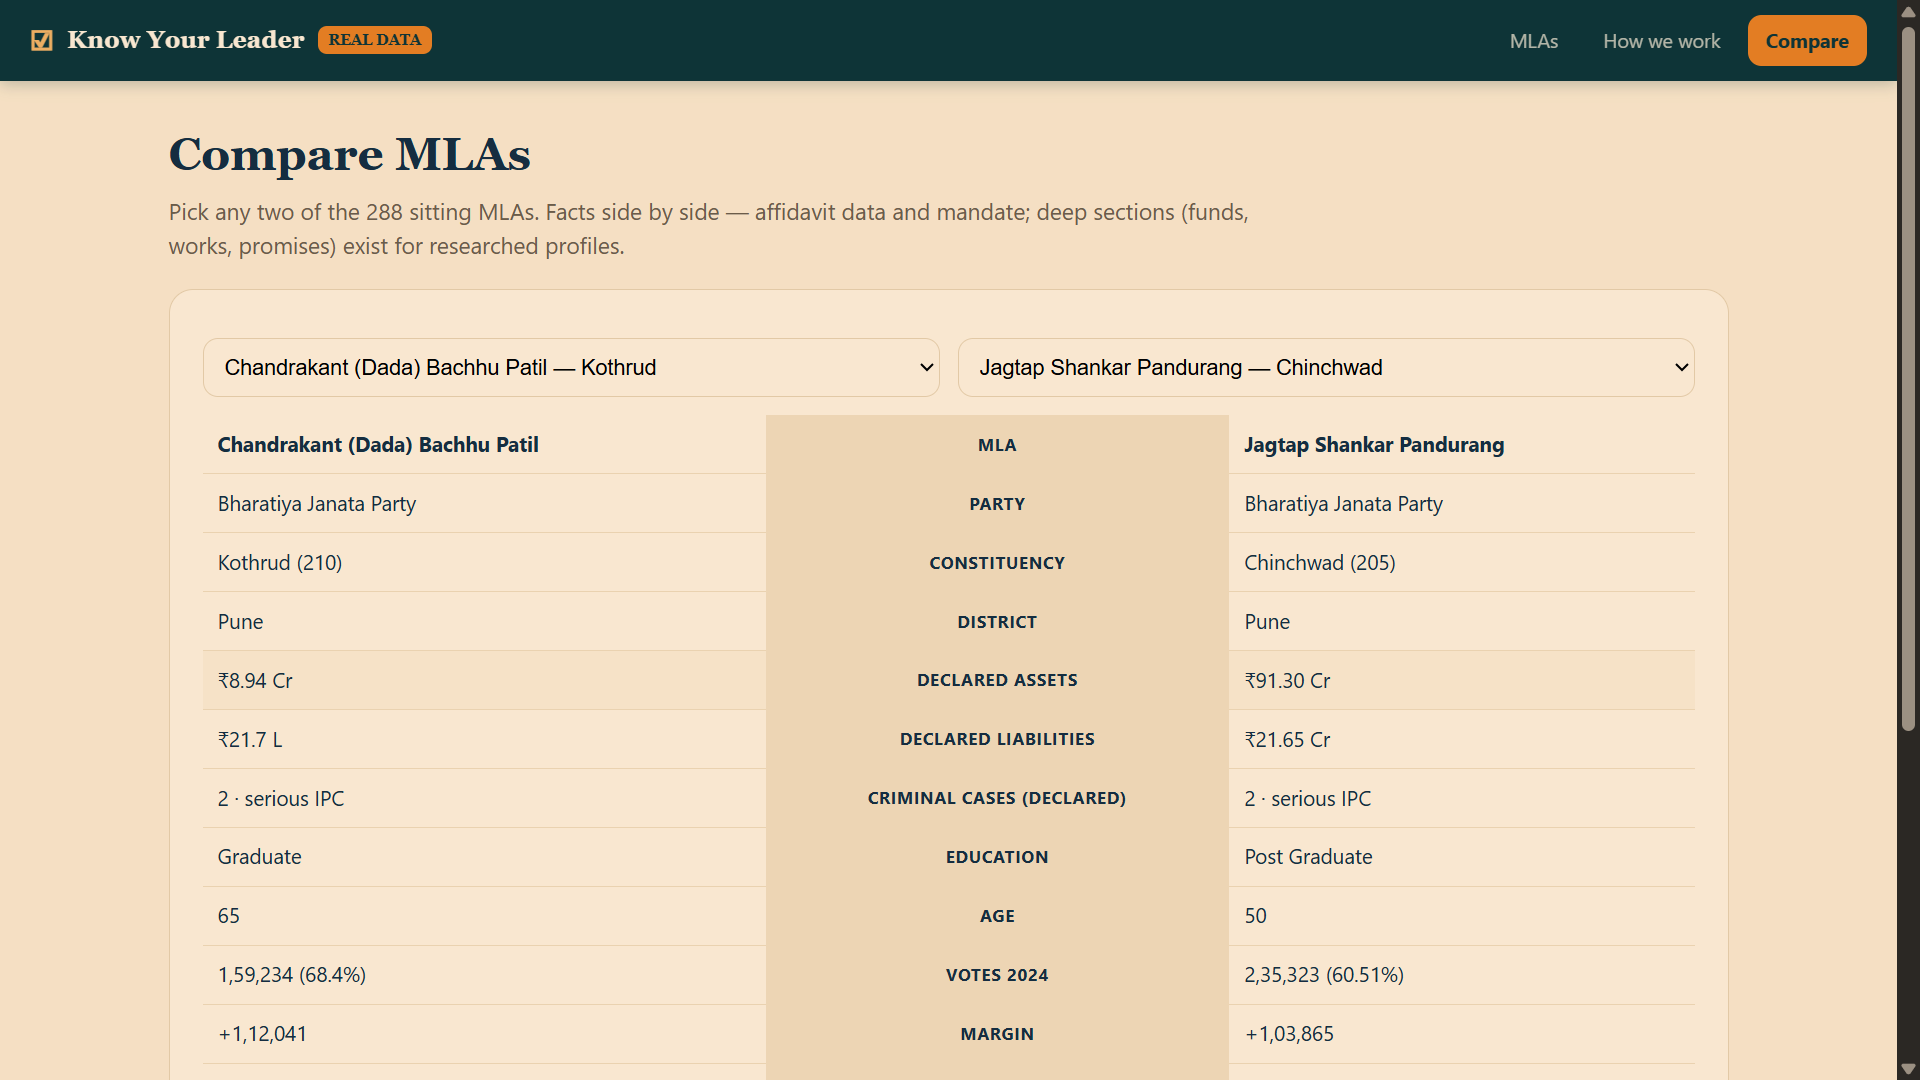 Know Your Leader REAL DATA MLAs How we work Compare
Compare MLAs
Pick any two of the 288 sitting MLAs. Facts side by side — affidavit data and mandate; deep sections (funds,
works, promises) exist for researched profiles.
Chandrakant (Dada) Bachhu Patil — Kothrud Jagtap Shankar Pandurang — Chinchwad
Chandrakant (Dada) Bachhu Patil MLA Jagtap Shankar Pandurang
Bharatiya Janata Party PARTY Bharatiya Janata Party
Kothrud (210) CONSTITUENCY Chinchwad (205)
Pune DISTRICT Pune
₹8.94 Cr DECLARED ASSETS ₹91.30 Cr
₹21.7 L DECLARED LIABILITIES ₹21.65 Cr
2 · serious IPC CRIMINAL CASES (DECLARED) 2 · serious IPC
Graduate EDUCATION Post Graduate
65 AGE 50
1,59,234 (68.4%) VOTES 2024 2,35,323 (60.51%)
+1,12,041 MARGIN +1,03,865